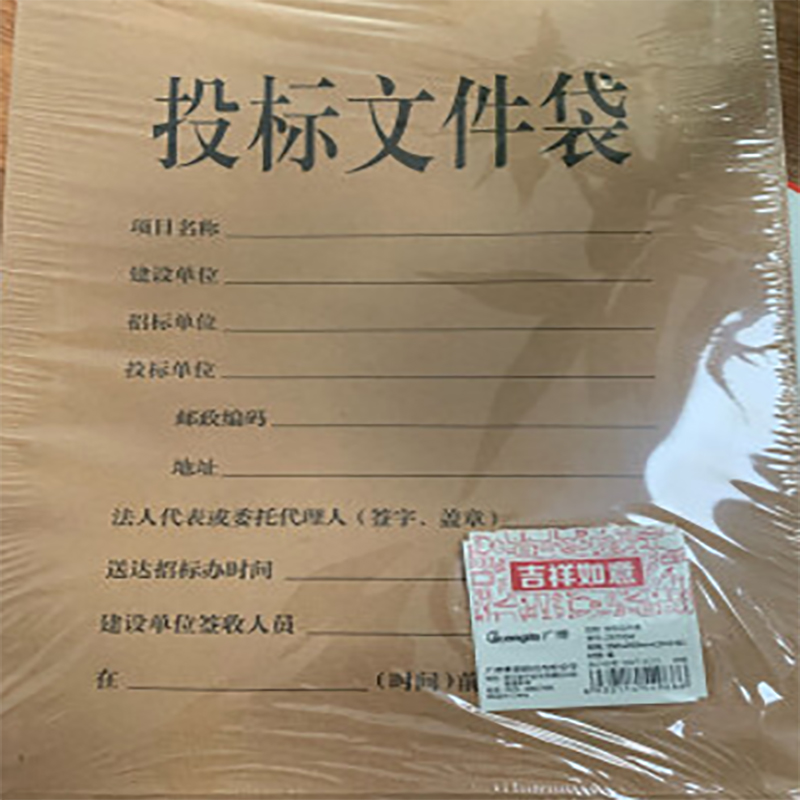 投标文件袋
项目名称
建设单位
招标单位
投标单位
邮政编码
地址
法人代表或委托代理人（签字、盖章）
送达招标办时间
建设单位签收人员
在
（时间）前
吉祥如意
Guangbo 广博